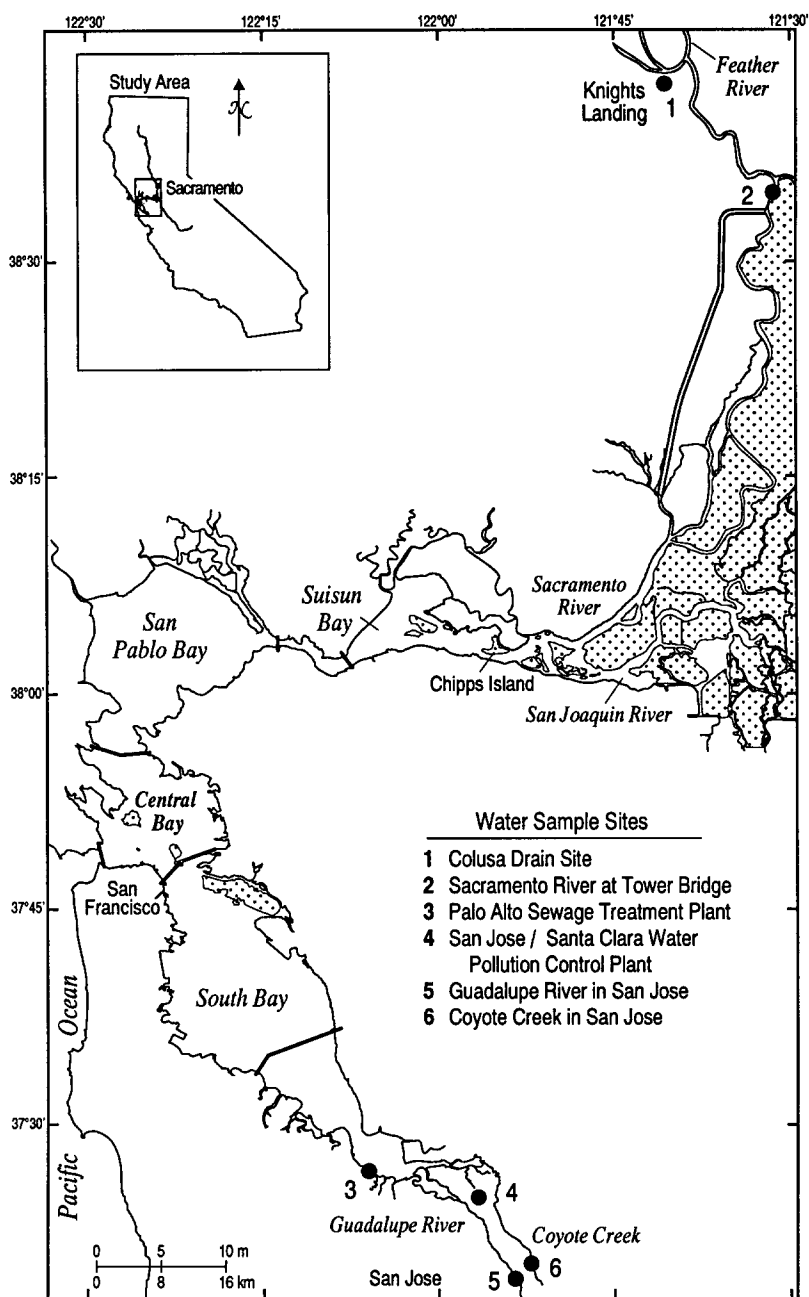 122°30'
122°15'
122°00'
121°45'
121°30'
Study Area
N
Sacramento
Feather
River
Knights
Landing
1
2
38°30'
38°15'
38°00'
37°45'
37°30'
Suisun
Bay
Sacramento
River
San
Pablo Bay
Chipps Island
San Joaquin River
Central
Bay
San
Francisco
South Bay
Ocean
Pacific
Water Sample Sites
1 Colusa Drain Site
2 Sacramento River at Tower Bridge
3 Palo Alto Sewage Treatment Plant
4 San Jose / Santa Clara Water
Pollution Control Plant
5 Guadalupe River in San Jose
6 Coyote Creek in San Jose
3
4
Guadalupe River
Coyote Creek
6
5
San Jose
0 5 10 m
0 8 16 km